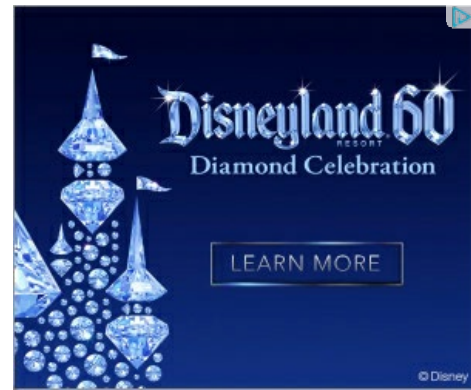 Disneyland 60
RESORT
Diamond Celebration
LEARN MORE
© Disney